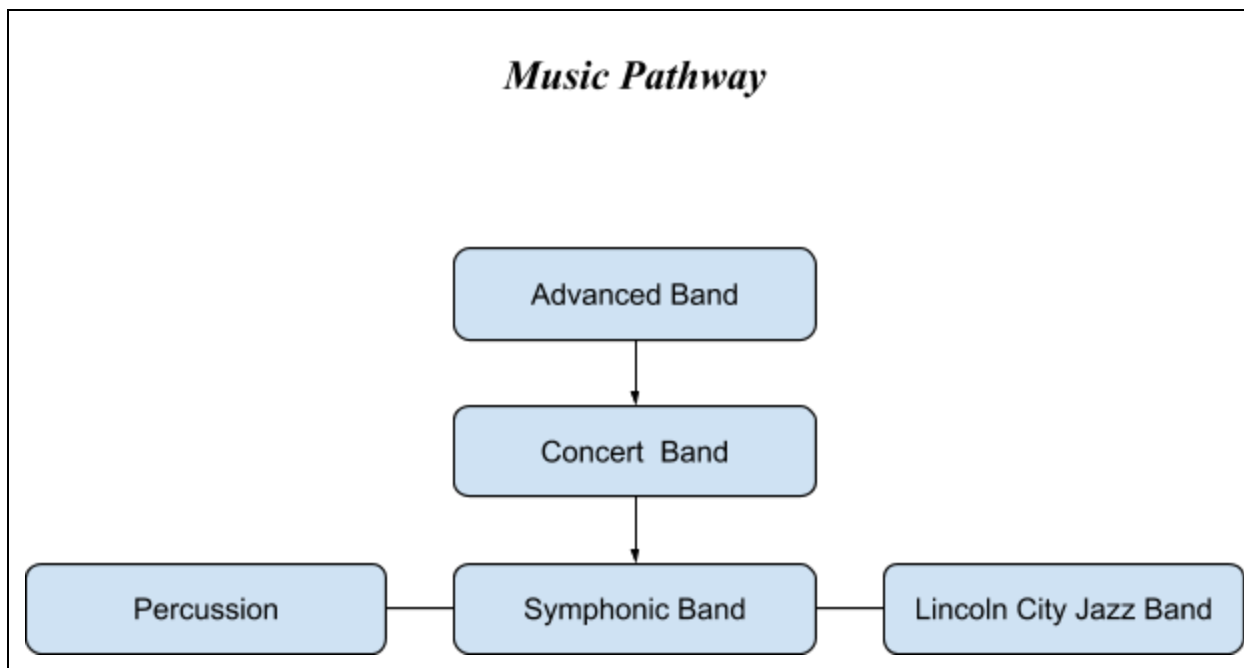 Music Pathway
Advanced Band
Concert  Band
Percussion
Symphonic Band
Lincoln City Jazz Band